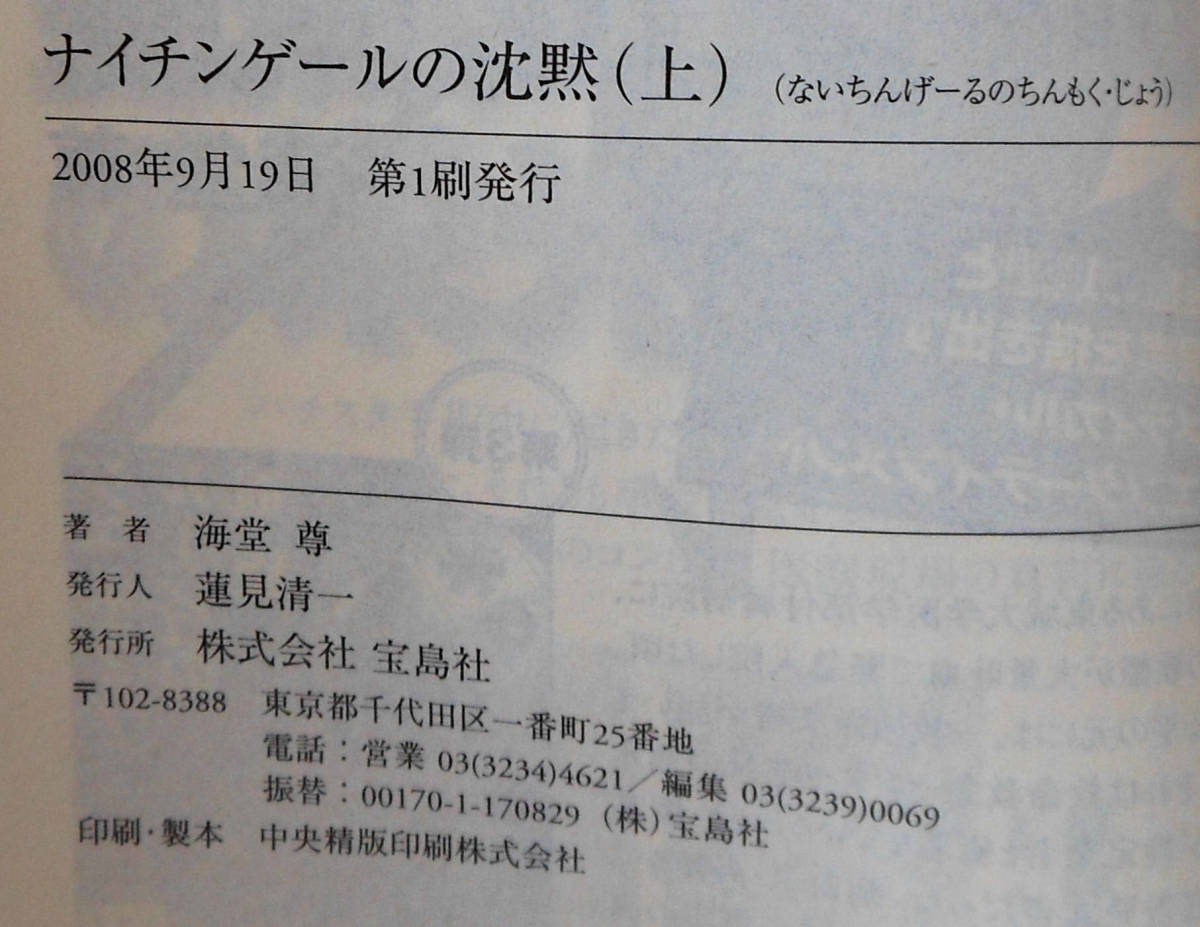 ナイチンゲールの沈黙（上） （ないちんげーるのちんもく・じょう）
2008年9月19日　第1刷発行
著　者　海堂 尊
発行人　蓮見清一
発行所　株式会社 宝島社
〒102-8388　東京都千代田区一番町25番地
電話：営業 03(3234)4621／編集 03(3239)0069
振替：00170-1-170829 （株）宝島社
印刷・製本　中央精版印刷株式会社